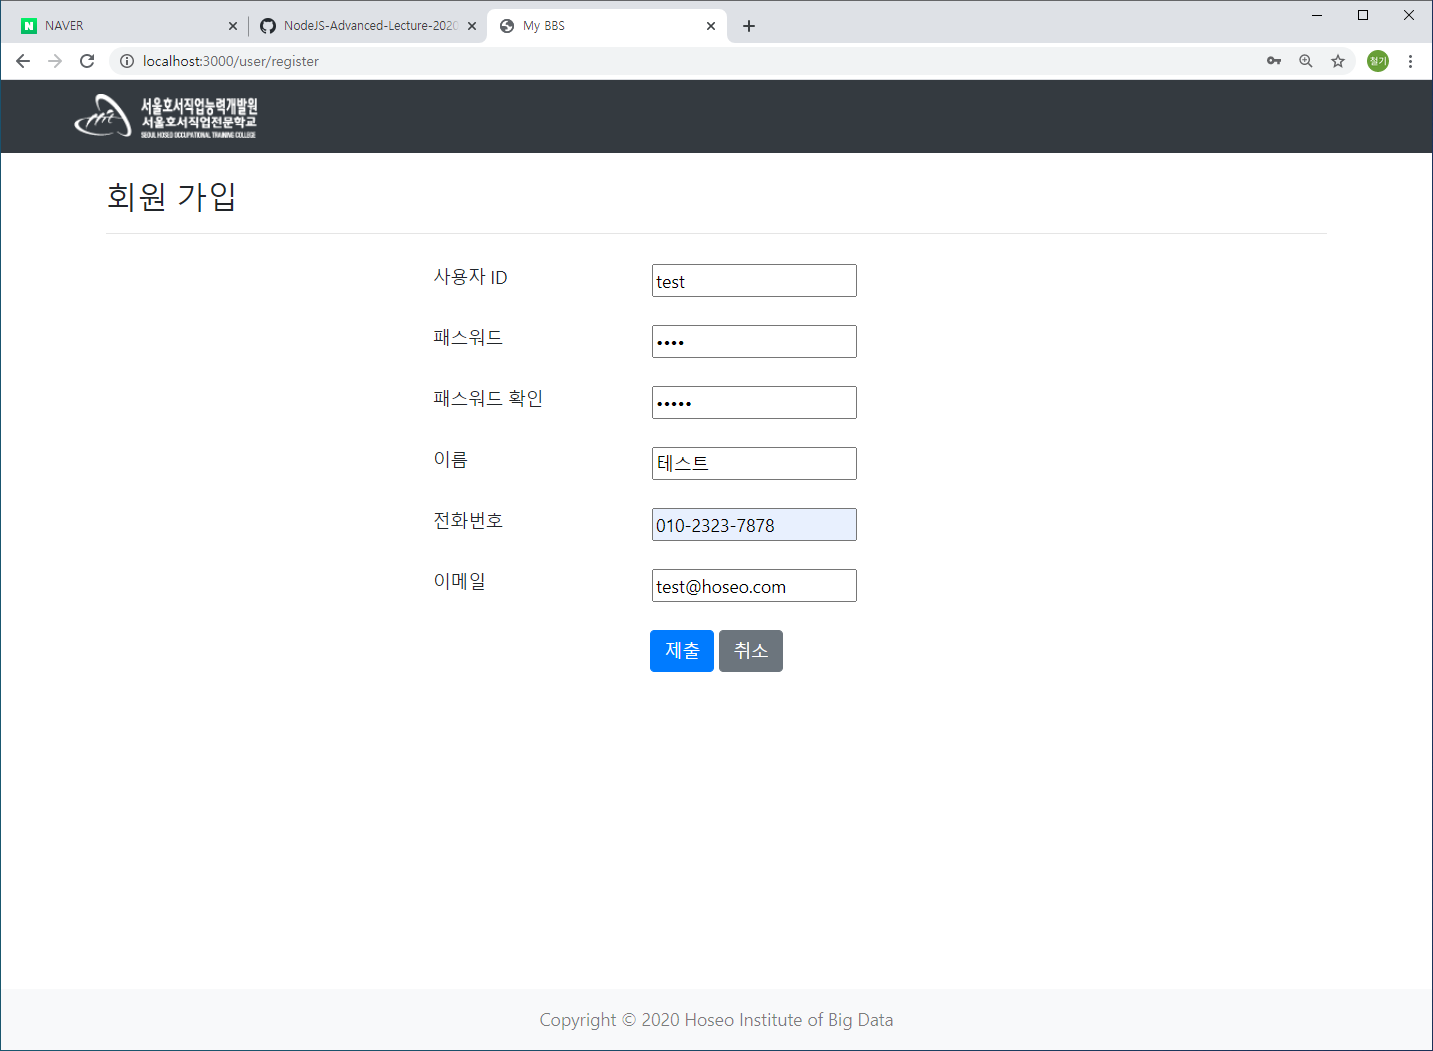 NAVER
NodeJS-Advanced-Lecture-2020
My BBS
localhost:3000/user/register
철기
서울호서직업능력개발원
서울호서직업전문학교
SEOUL HOSEO OCCUPATIONAL TRAINING COLLEGE
회원 가입
사용자 ID
test
패스워드
••••
패스워드 확인
•••••
이름
테스트
전화번호
010-2323-7878
이메일
test@hoseo.com
제출 취소
Copyright © 2020 Hoseo Institute of Big Data